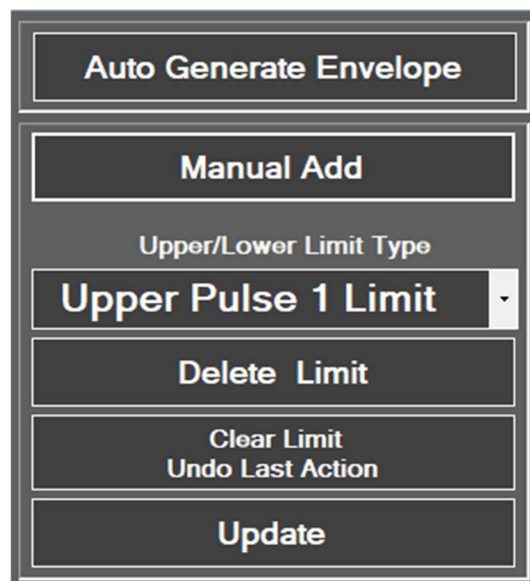 Auto Generate Envelope
Manual Add
Upper/Lower Limit Type
Upper Pulse 1 Limit
Delete Limit
Clear Limit
Undo Last Action
Update